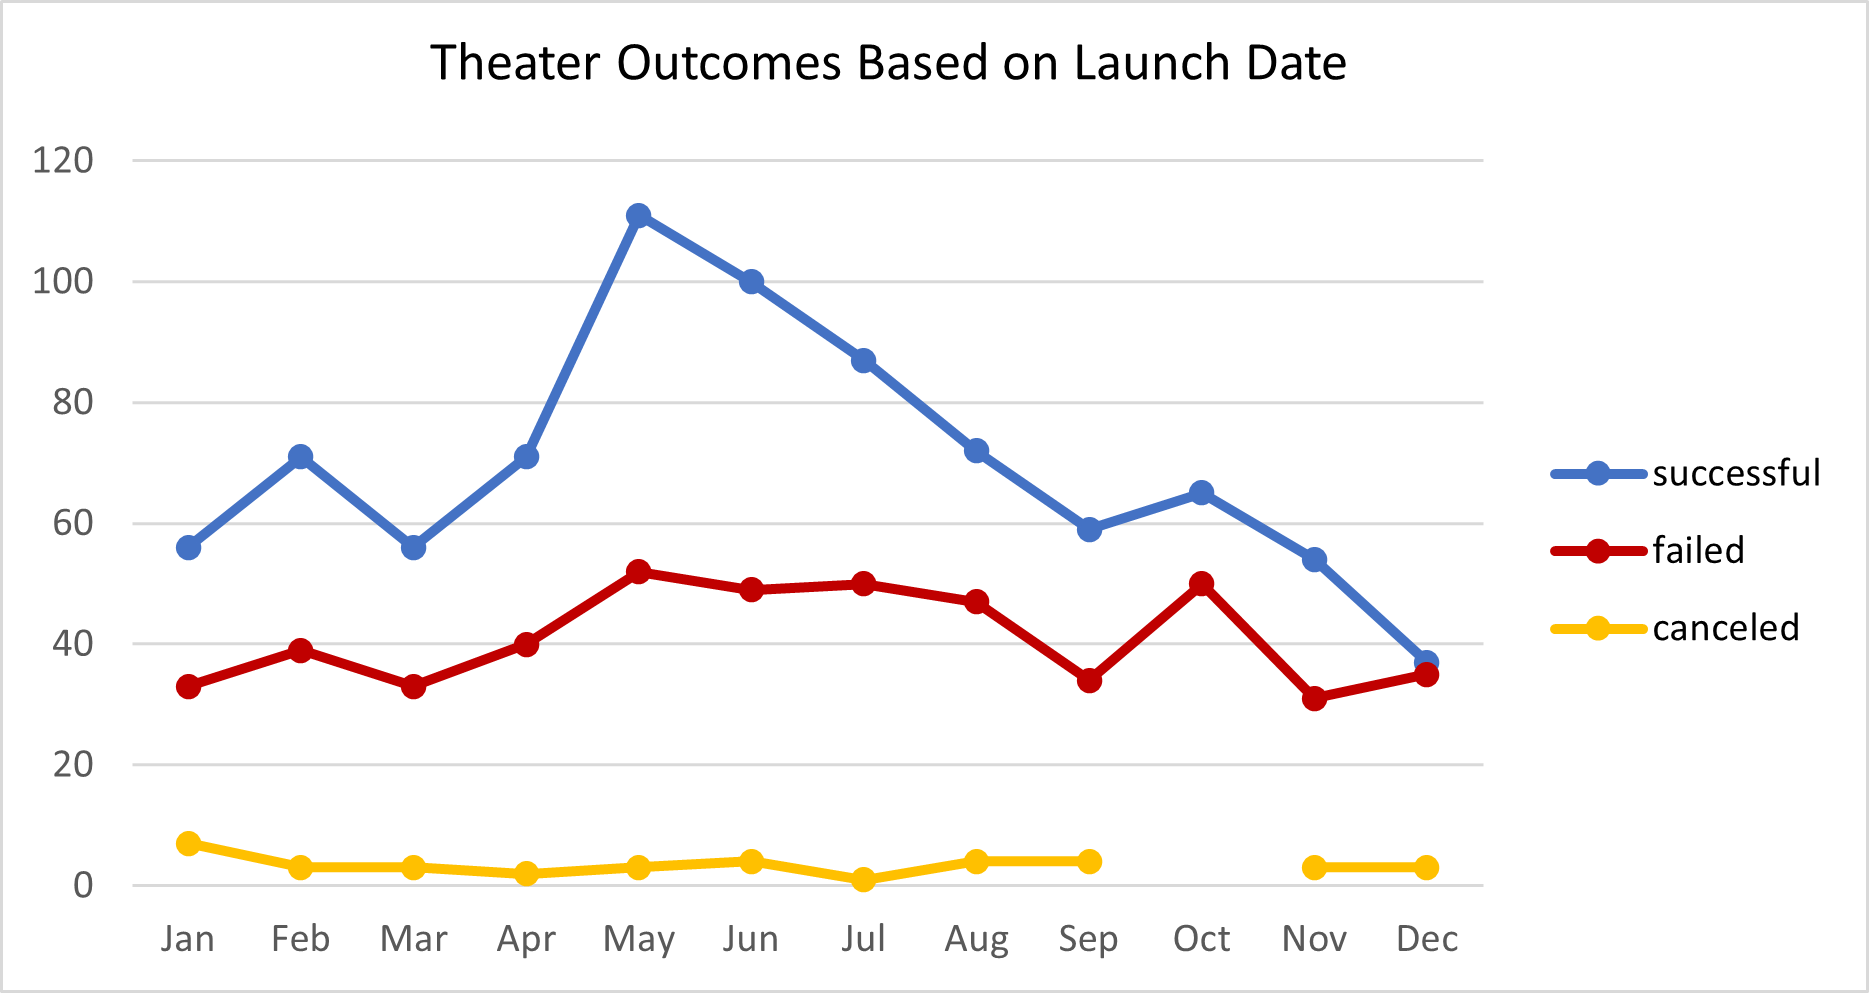 Theater Outcomes Based on Launch Date
120
100
80
60
40
20
0
Jan Feb Mar Apr May Jun Jul Aug Sep Oct Nov Dec
successful
failed
canceled